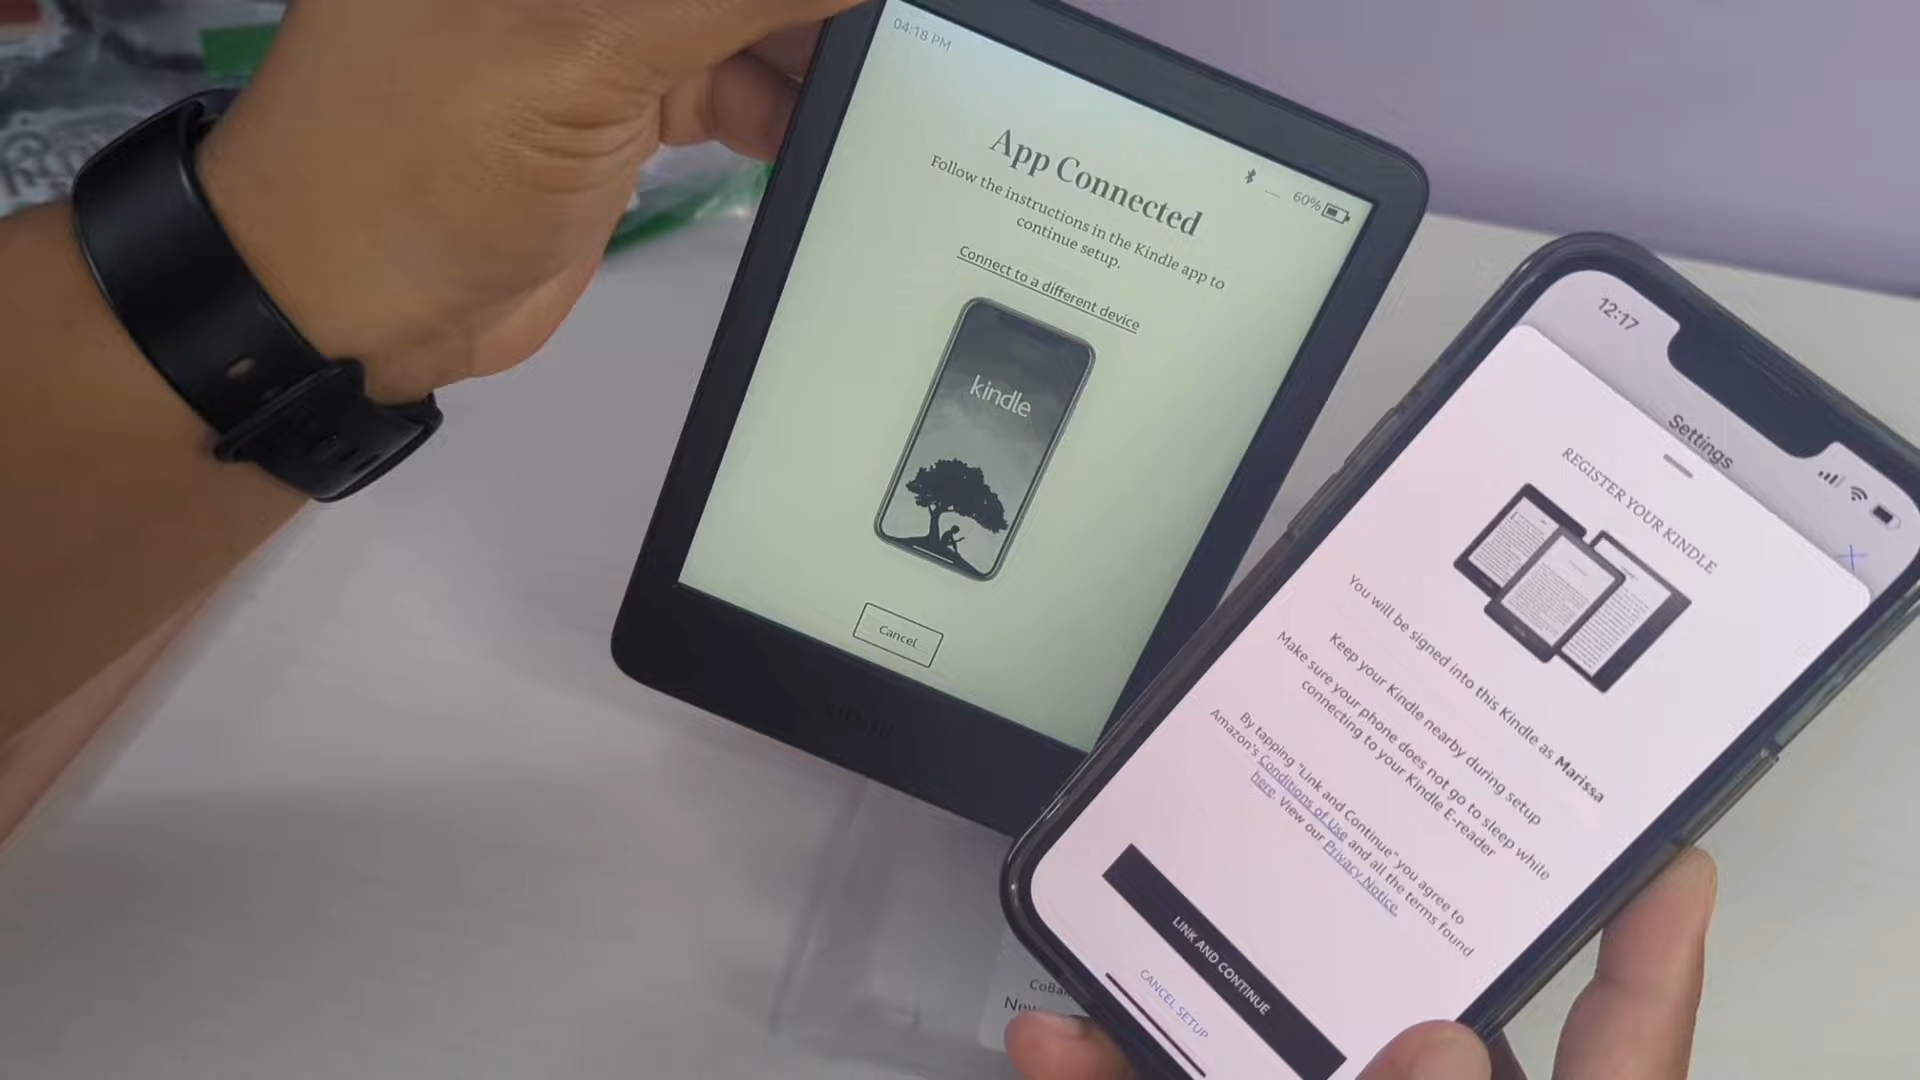 04:18 PM
60%
App Connected
Follow the instructions in the Kindle app to
continue setup.
Connect to a different device
kindle
Cancel
12:17
Settings
REGISTER YOUR KINDLE
You will be signed into this Kindle as Marissa
Keep your Kindle nearby during setup
Make sure your phone does not go to sleep while
connecting to your Kindle E-reader
By tapping "Link and Continue" you agree to
Amazon's Conditions of Use and all the terms found
here. View our Privacy Notice.
LINK AND CONTINUE
CANCEL SETUP